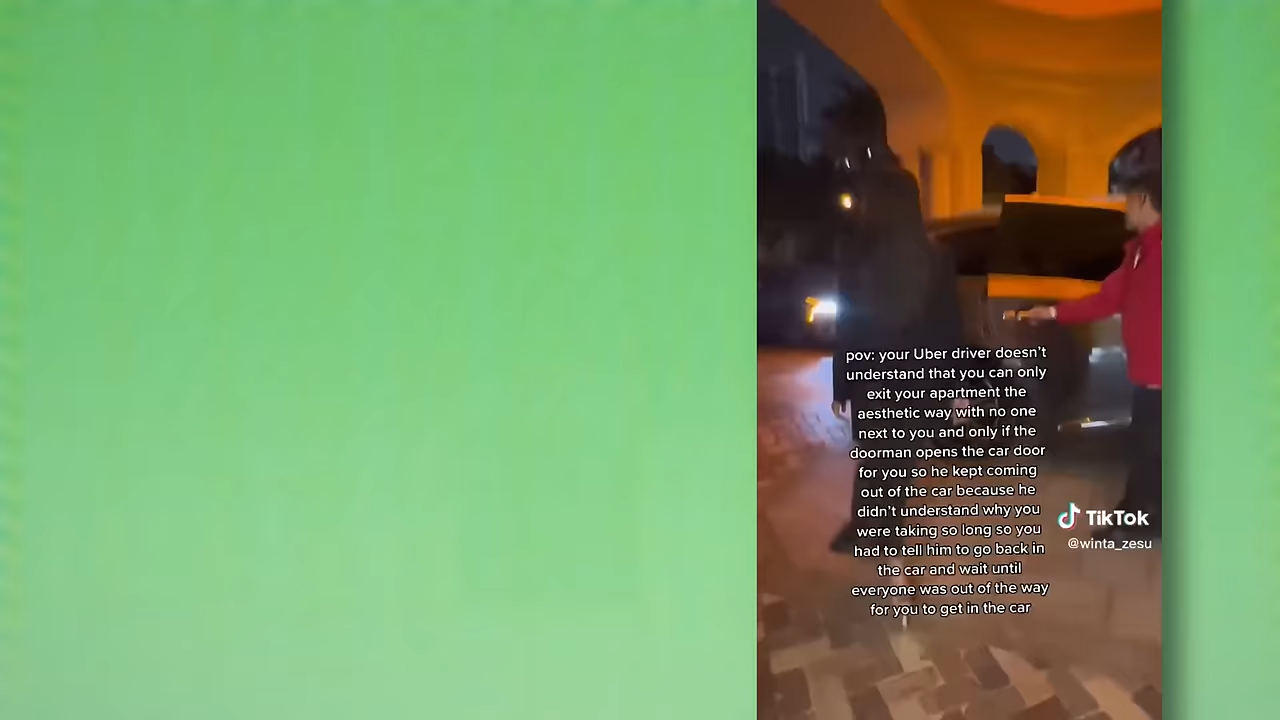 pov: your Uber driver doesn't
understand that you can only
exit your apartment the
aesthetic way with no one
next to you and only if the
doorman opens the car door
for you so he kept coming
out of the car because he
didn't understand why you
were taking so long so you
had to tell him to go back in
the car and wait until
everyone was out of the way
for you to get in the car
TikTok
@winta_zesu